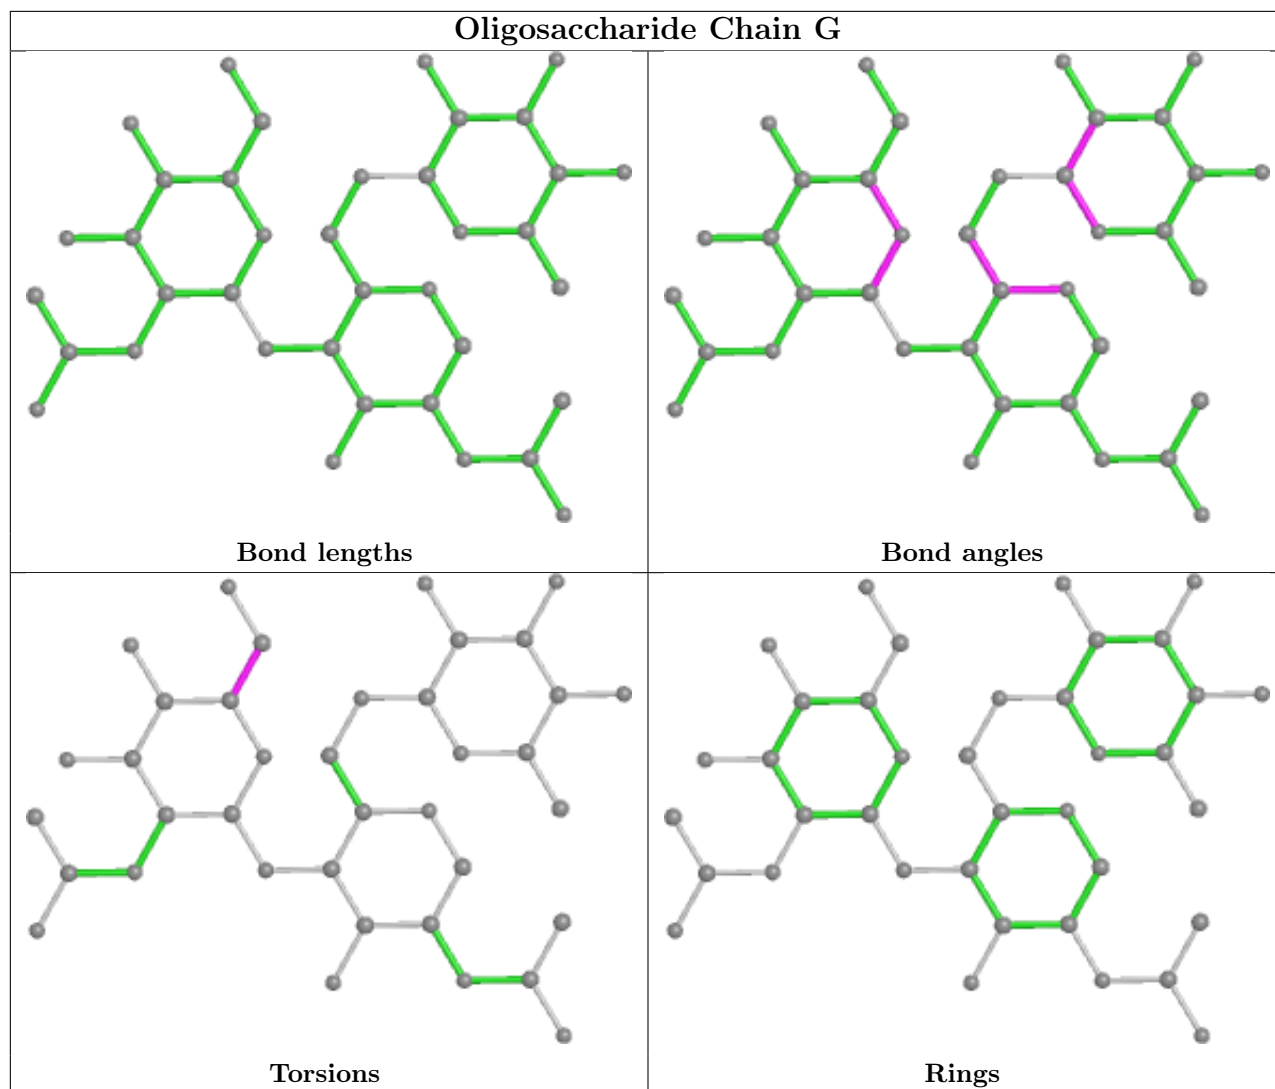 Oligosaccharide Chain G
Bond lengths
Bond angles
Torsions
Rings